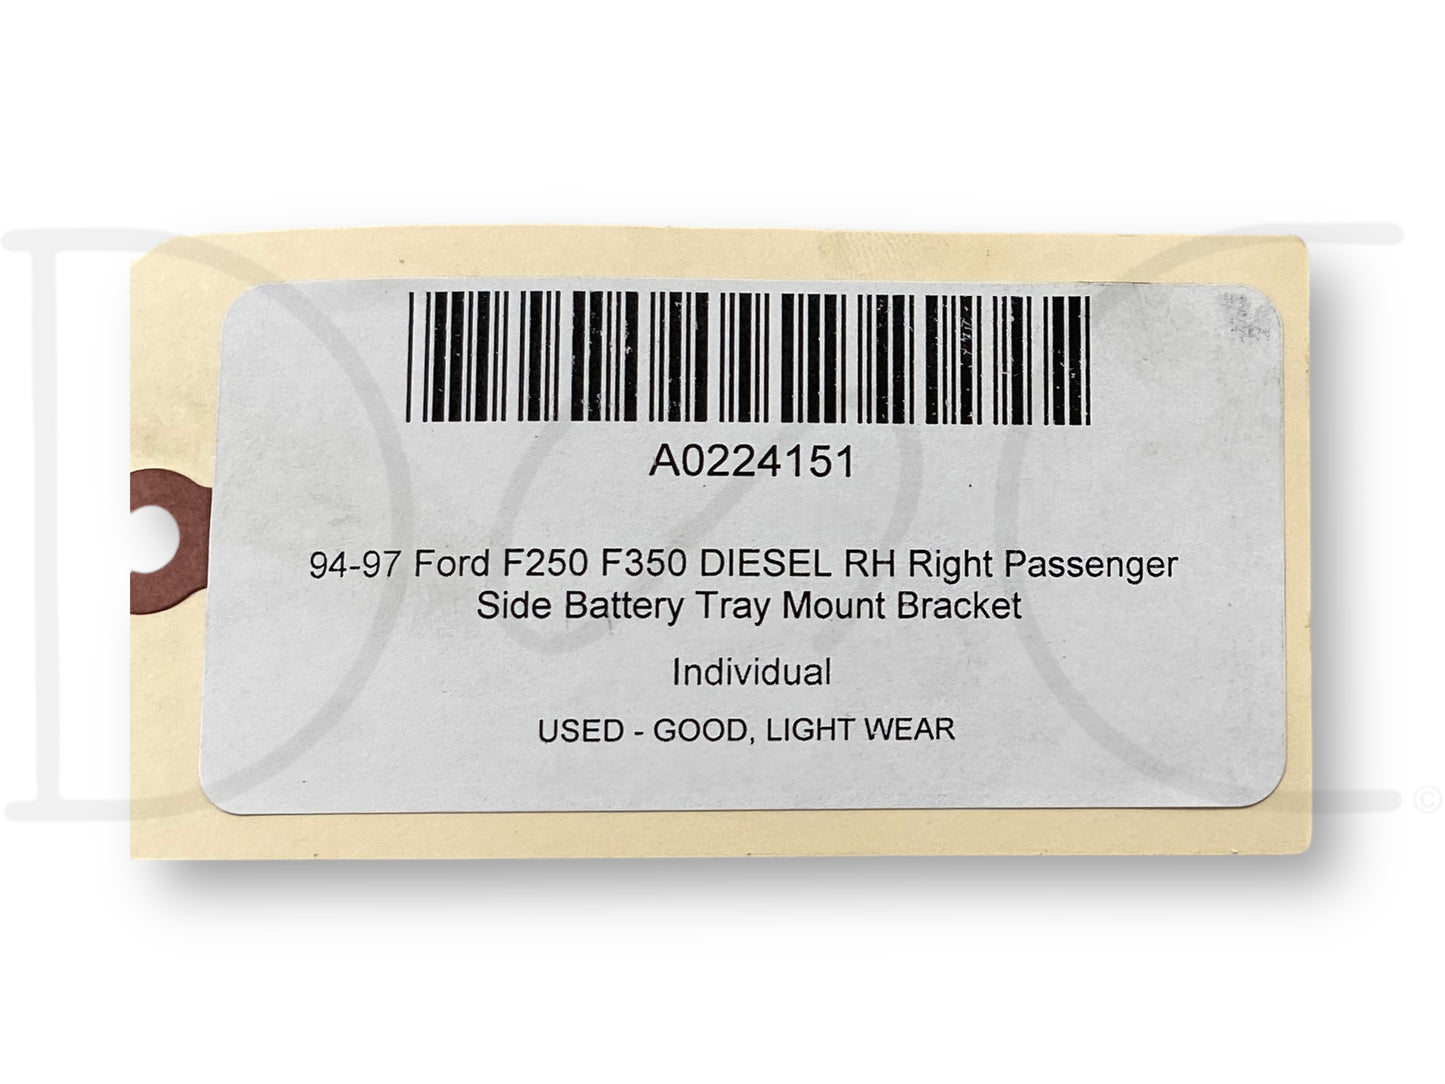 A0224151
94-97 Ford F250 F350 DIESEL RH Right Passenger
Side Battery Tray Mount Bracket
Individual
USED - GOOD, LIGHT WEAR
©